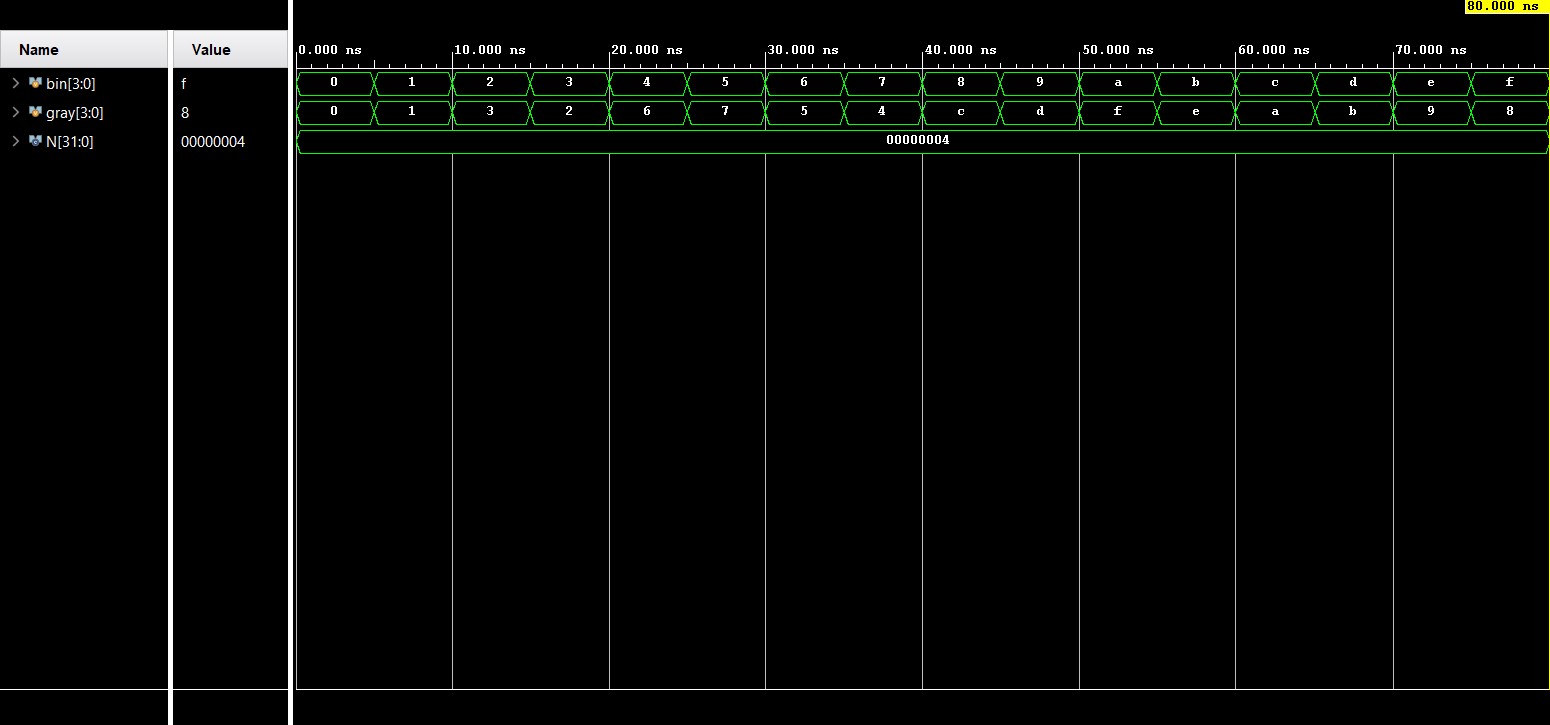 80.000 ns
Name Value 0.000 ns 10.000 ns 20.000 ns 30.000 ns 40.000 ns 50.000 ns 60.000 ns 70.000 ns
bin[3:0] f 0 1 2 3 4 5 6 7 8 9 a b c d e f
gray[3:0] 8 0 1 3 2 6 7 5 4 c d f e a b 9 8
N[31:0] 00000004 00000004